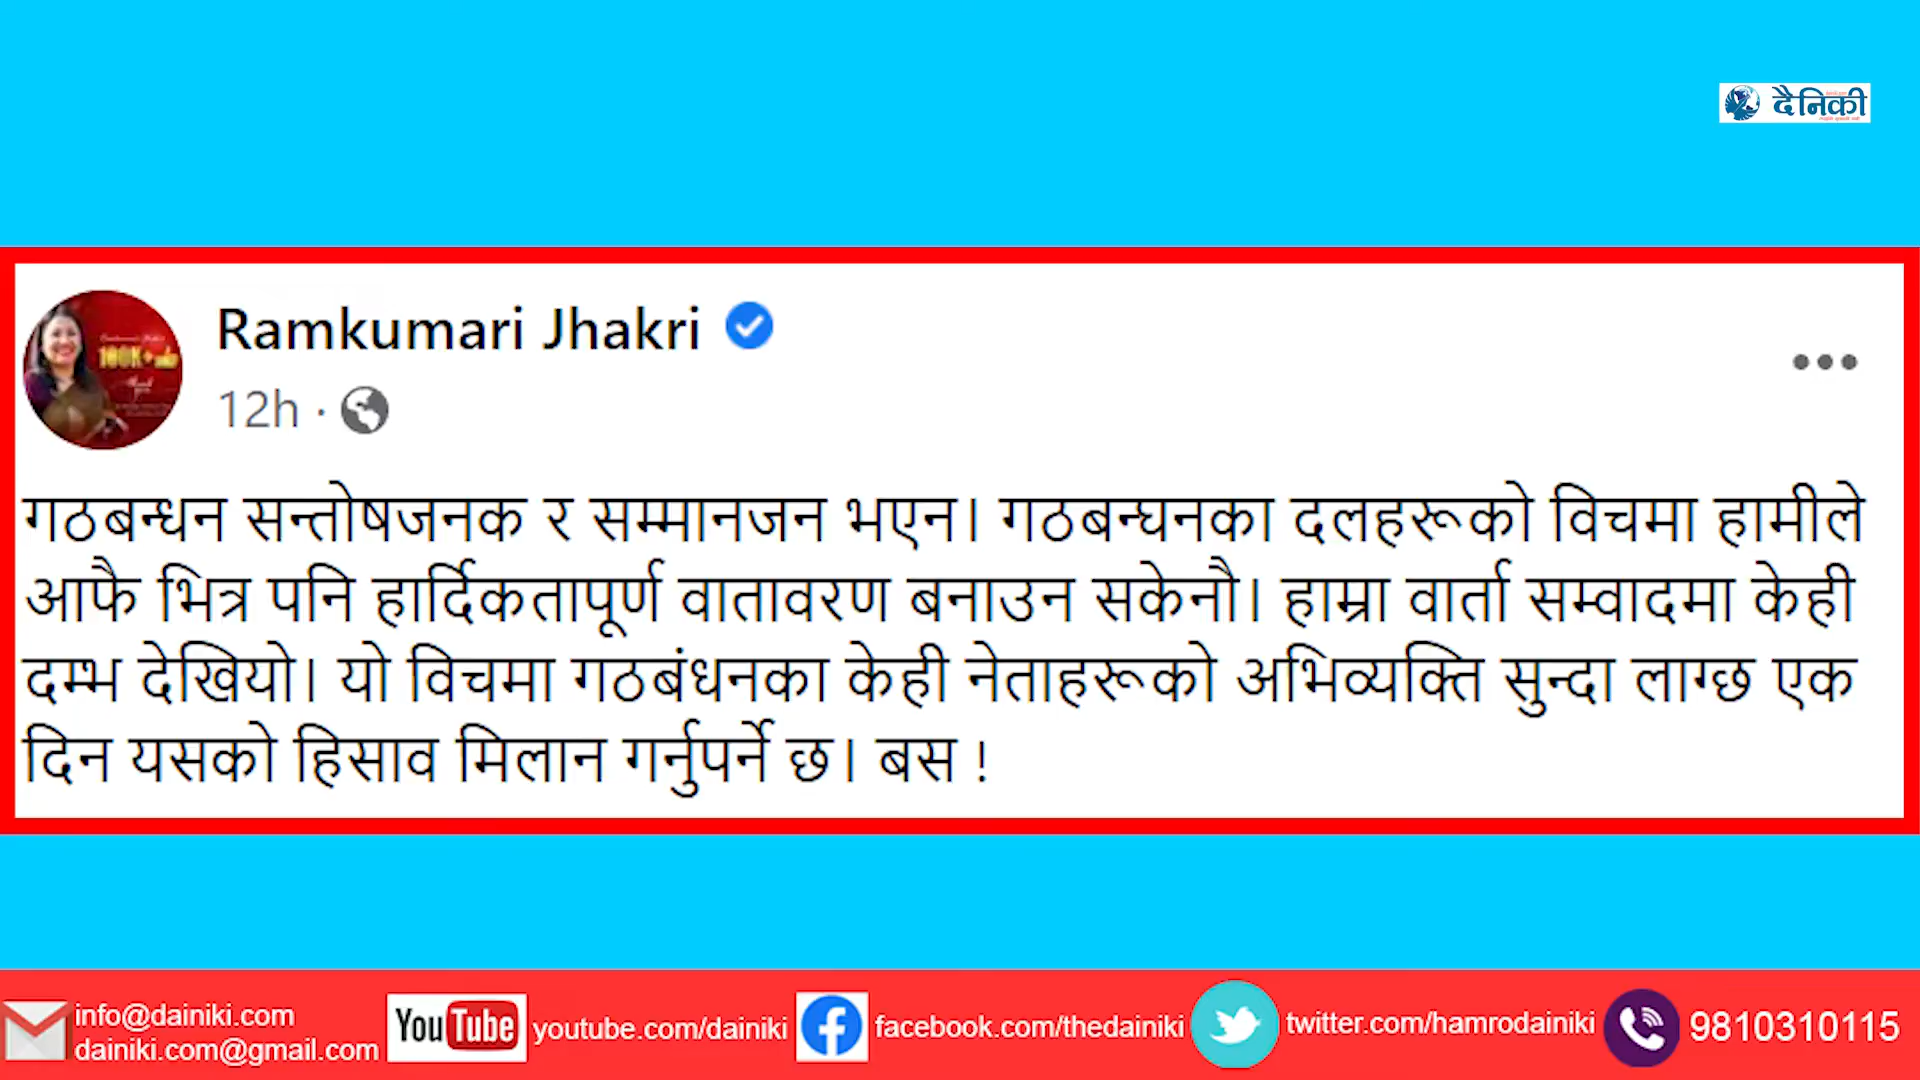 दैनिकी
Ramkumari Jhakri
12h ·
100K+
गठबन्धन सन्तोषजनक र सम्मानजन भएन। गठबन्घनका दलहरूको विचमा हामीले
आफै भित्र पनि हार्दिकतापूर्ण वातावरण बनाउन सकेनौ। हाम्रा वार्ता सम्वादमा केही
दम्भ देखियो। यो विचमा गठबंधनका केही नेताहरूको अभिव्यक्ति सुन्दा लाग्छ एक
दिन यसको हिसाव मिलान गर्नुपर्ने छ। बस !
info@dainiki.com
dainiki.com@gmail.com
YouTube
youtube.com/dainiki
facebook.com/thedainiki
twitter.com/hamrodainiki
9810310115